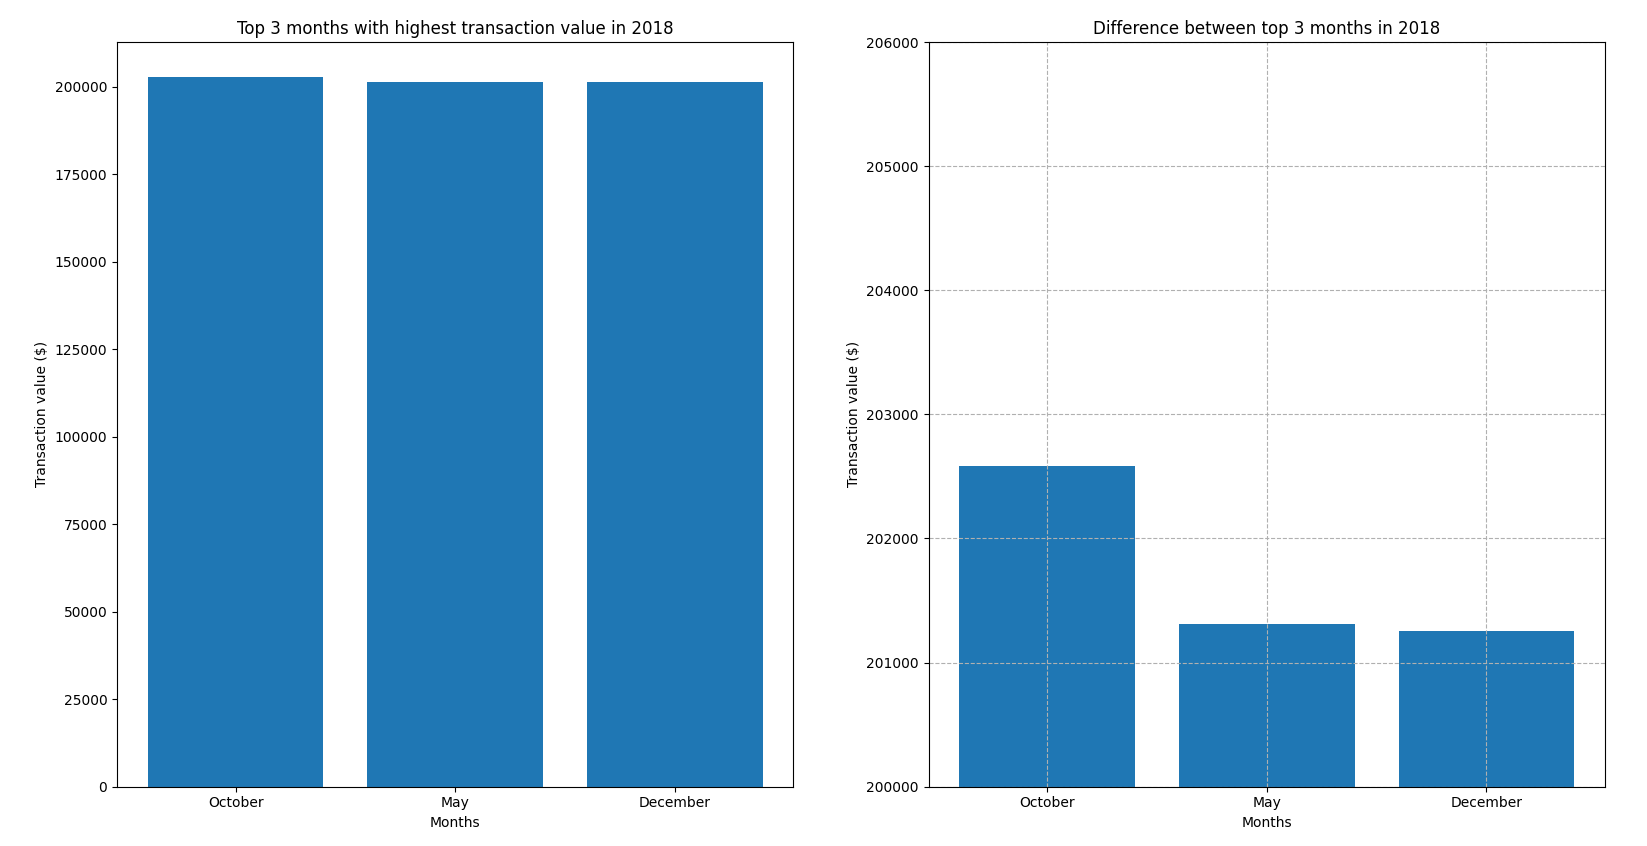 Top 3 months with highest transaction value in 2018
Transaction value ($)
200000
175000
150000
125000
100000
75000
50000
25000
0
October May December
Months
Difference between top 3 months in 2018
Transaction value ($)
206000
205000
204000
203000
202000
201000
200000
October May December
Months